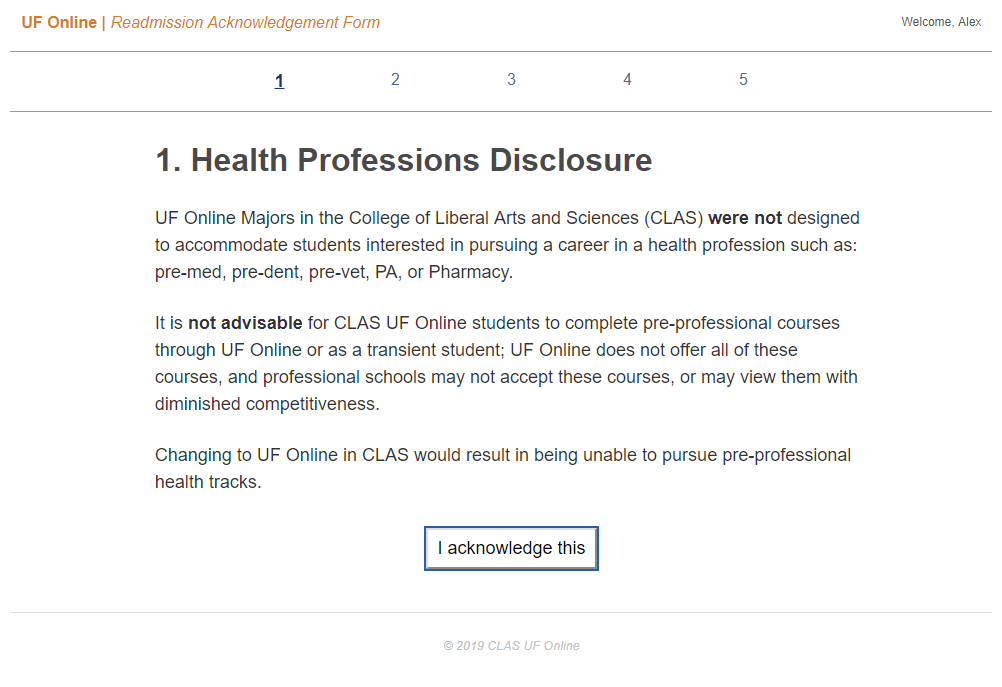 UF Online | Readmission Acknowledgement Form
Welcome, Alex
1 2 3 4 5
1. Health Professions Disclosure
UF Online Majors in the College of Liberal Arts and Sciences (CLAS) were not designed
to accommodate students interested in pursuing a career in a health profession such as:
pre-med, pre-dent, pre-vet, PA, or Pharmacy.
It is not advisable for CLAS UF Online students to complete pre-professional courses
through UF Online or as a transient student; UF Online does not offer all of these
courses, and professional schools may not accept these courses, or may view them with
diminished competitiveness.
Changing to UF Online in CLAS would result in being unable to pursue pre-professional
health tracks.
I acknowledge this
© 2019 CLAS UF Online